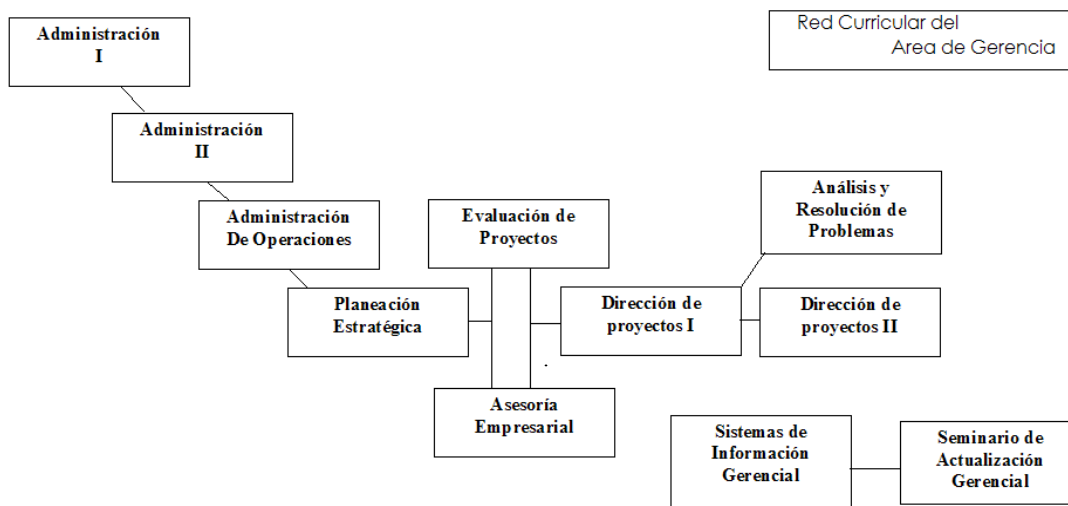 Administración
I
Red Curricular del
Area de Gerencia
Administración
II
Análisis y
Resolución de
Problemas
Administración
De Operaciones
Evaluación de
Proyectos
Planeación
Estratégica
Dirección de
proyectos I
Dirección de
proyectos II
Asesoría
Empresarial
Sistemas de
Información
Gerencial
Seminario de
Actualización
Gerencial